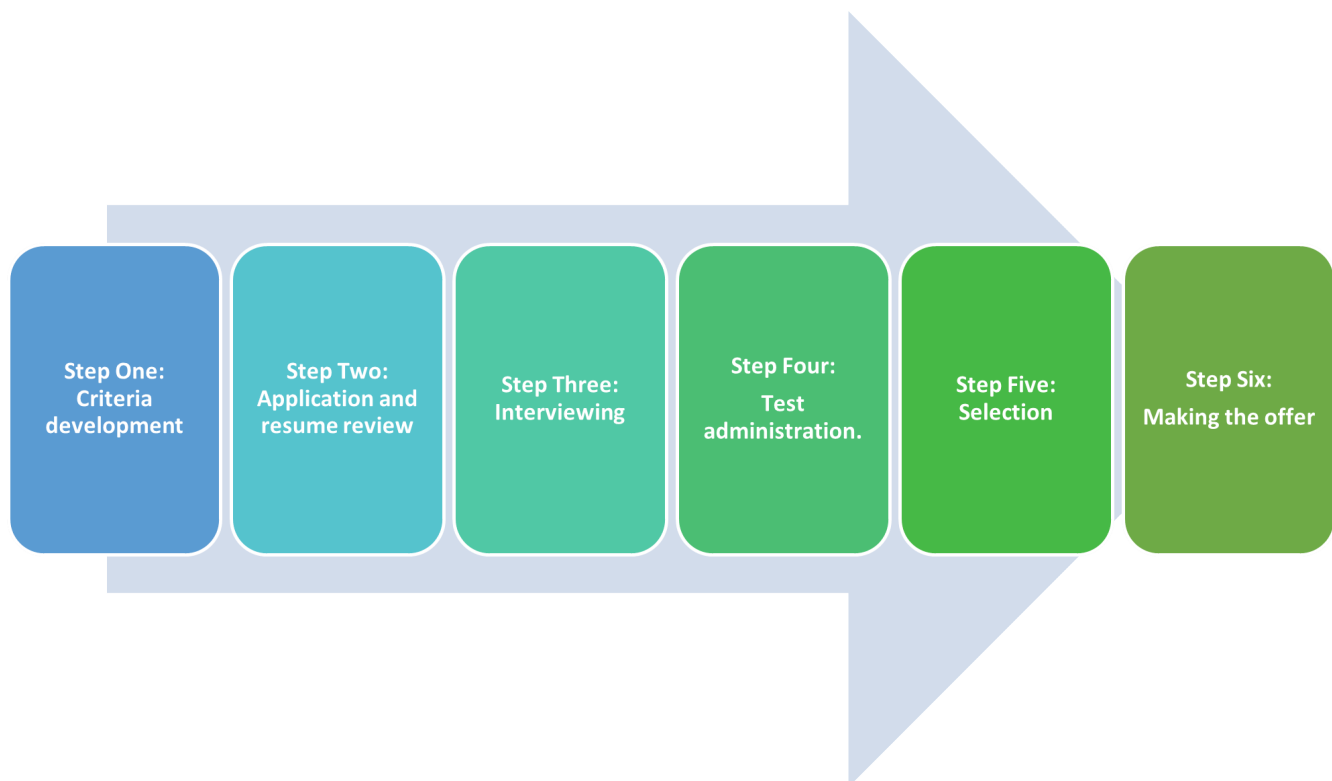 Step One:
Criteria
development
Step Two:
Application and
resume review
Step Three:
Interviewing
Step Four:
Test
administration.
Step Five:
Selection
Step Six:
Making the offer